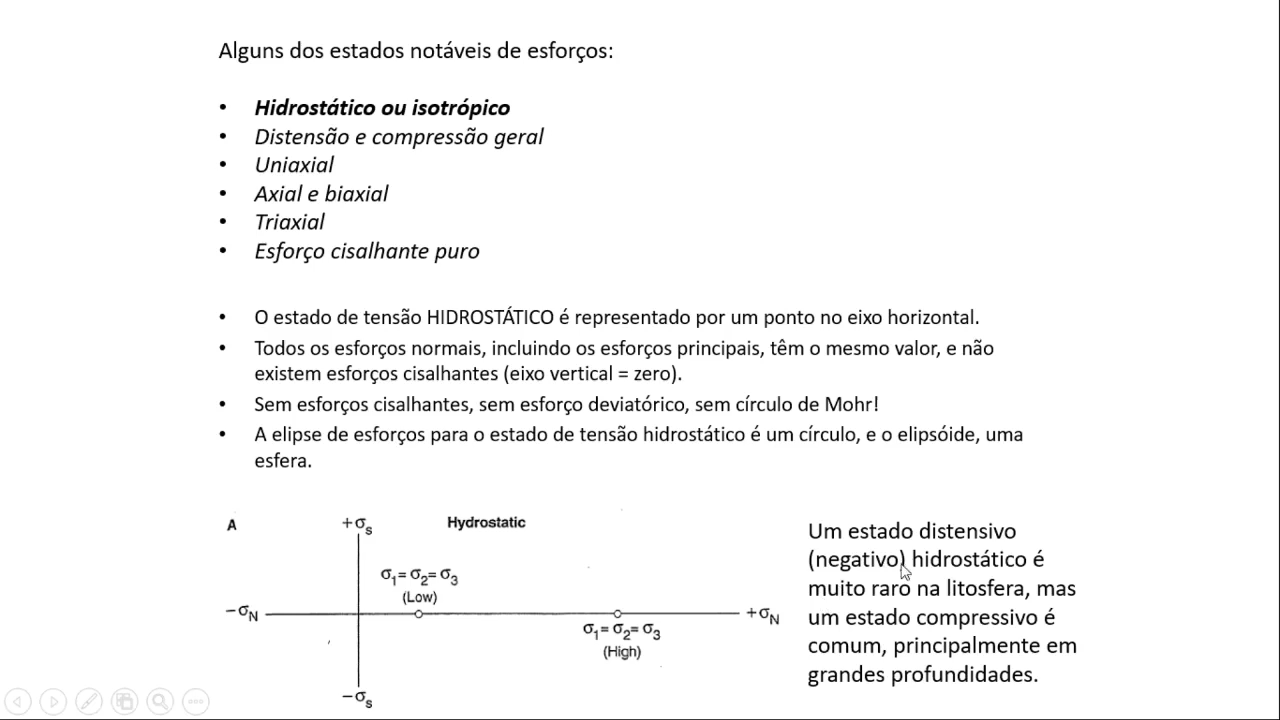 Alguns dos estados notáveis de esforços:
• Hidrostático ou isotrópico
• Distensão e compressão geral
• Uniaxial
• Axial e biaxial
• Triaxial
• Esforço cisalhante puro
• O estado de tensão HIDROSTÁTICO é representado por um ponto no eixo horizontal.
• Todos os esforços normais, incluindo os esforços principais, têm o mesmo valor, e não
existem esforços cisalhantes (eixo vertical = zero).
• Sem esforços cisalhantes, sem esforço deviatórico, sem círculo de Mohr!
• A elipse de esforços para o estado de tensão hidrostático é um círculo, e o elipsóide, uma
esfera.
A
+σs
Hydrostatic
σ1= σ2= σ3
(Low)
−σN
+σN
σ1= σ2= σ3
(High)
−σs
Um estado distensivo
(negativo) hidrostático é
muito raro na litosfera, mas
um estado compressivo é
comum, principalmente em
grandes profundidades.